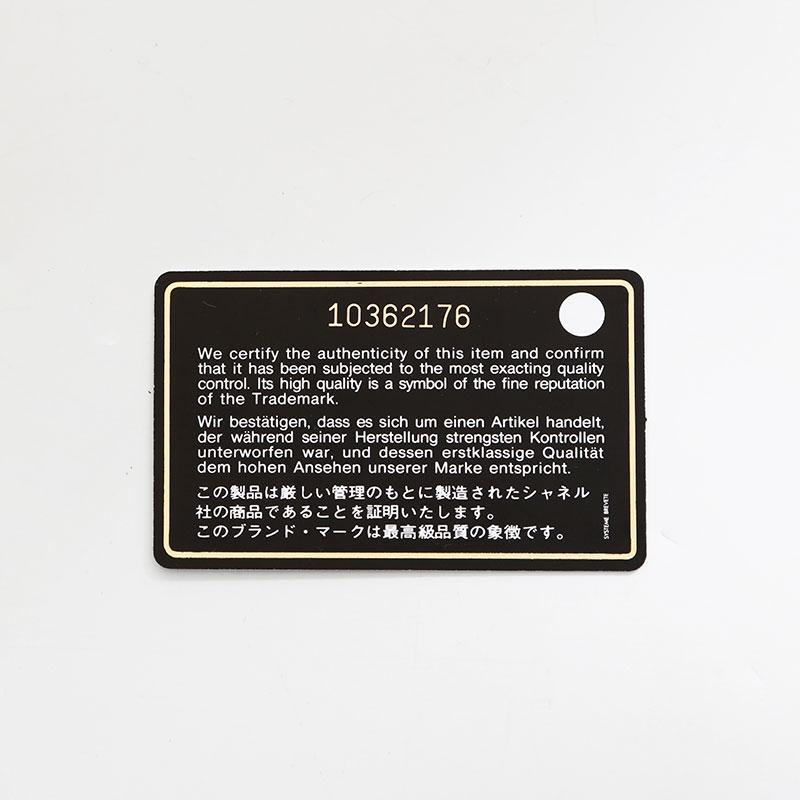 10362176
We certify the authenticity of this item and confirm
that it has been subjected to the most exacting quality
control. Its high quality is a symbol of the fine reputation
of the Trademark.
Wir bestätigen, dass es sich um einen Artikel handelt,
der während seiner Herstellung strengsten Kontrollen
unterworfen war, und dessen erstklassige Qualität
dem hohen Ansehen unserer Marke entspricht.
この製品は厳しい管理のもとに製造されたシャネル
社の商品であることを証明いたします。
このブランド・マークは最高級品質の象徴です。
SYSTEME BREVETE